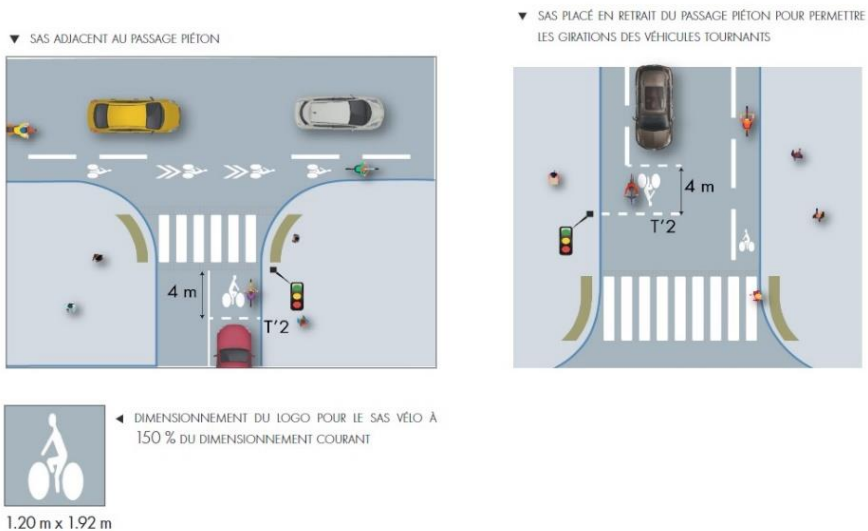 ▼ SAS ADJACENT AU PASSAGE PIÉTON
4 m
T'2
▼ SAS PLACÉ EN RETRAIT DU PASSAGE PIÉTON POUR PERMETTRE
LES GIRATIONS DES VÉHICULES TOURNANTS
4 m
T'2
◄ DIMENSIONNEMENT DU LOGO POUR LE SAS VÉLO À
150 % DU DIMENSIONNEMENT COURANT
1.20 m x 1.92 m